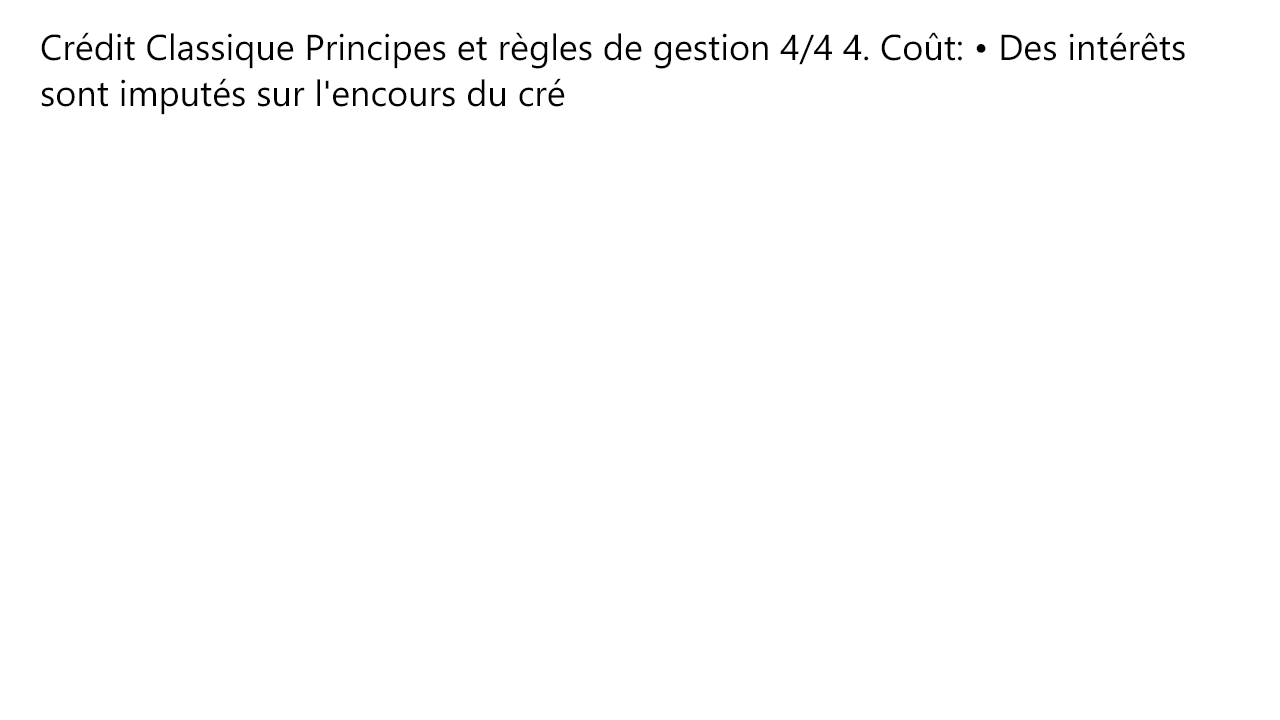 Crédit Classique Principes et règles de gestion 4/4 4. Coût: • Des intérêts
sont imputés sur l'encours du cré